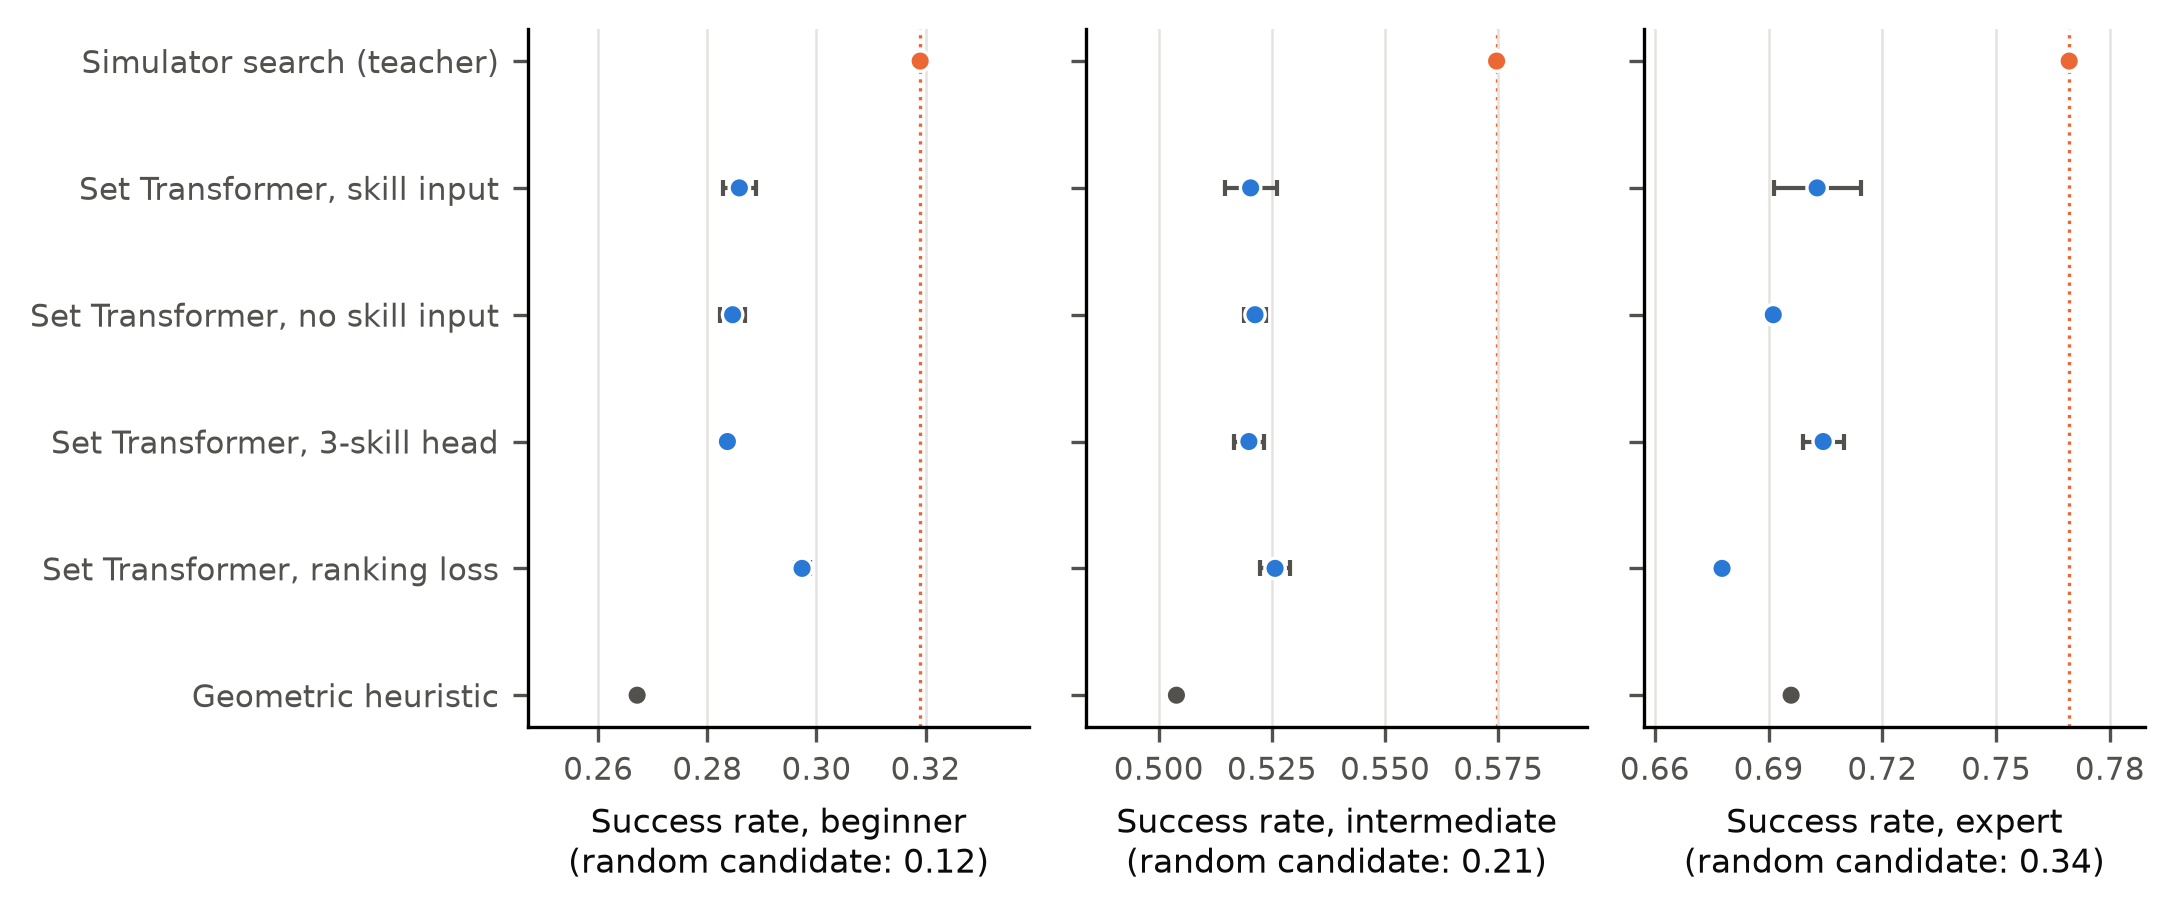 Simulator search (teacher)
Set Transformer, skill input
Set Transformer, no skill input
Set Transformer, 3-skill head
Set Transformer, ranking loss
Geometric heuristic
0.26 0.28 0.30 0.32
Success rate, beginner
(random candidate: 0.12)
0.500 0.525 0.550 0.575
Success rate, intermediate
(random candidate: 0.21)
0.66 0.69 0.72 0.75 0.78
Success rate, expert
(random candidate: 0.34)